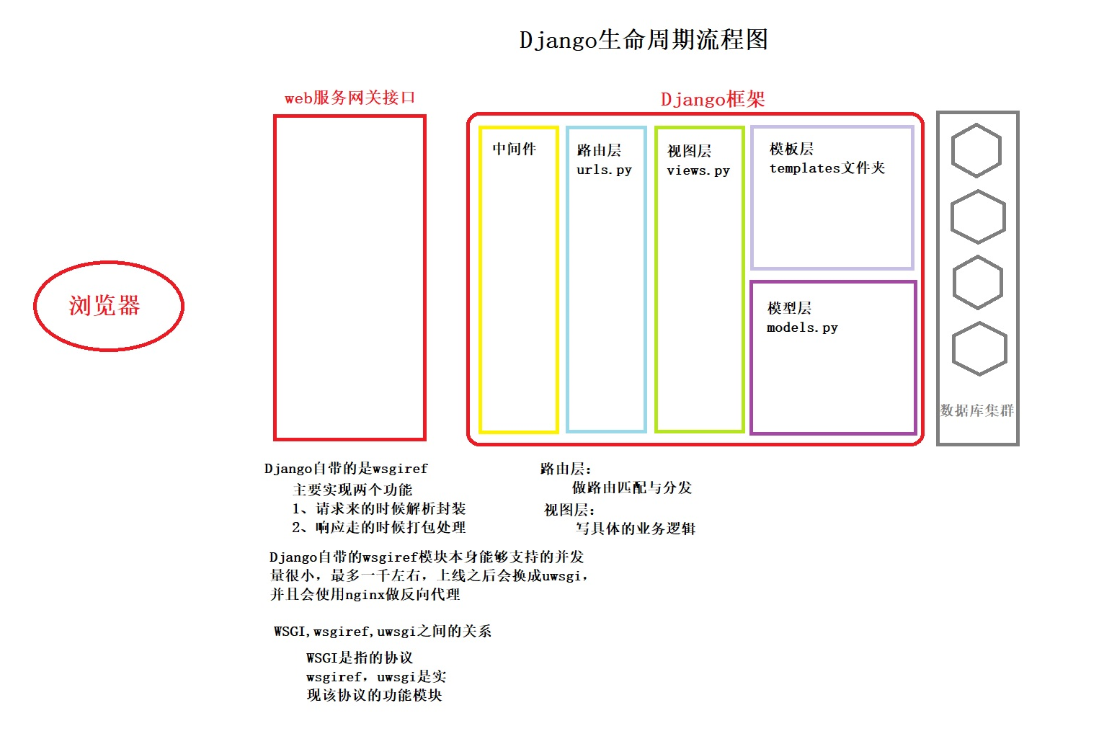 Django生命周期流程图
web服务网关接口
Django框架
浏览器
中间件
路由层
urls.py
视图层
views.py
模板层
templates文件夹
模型层
models.py
数据库集群
Django自带的是wsgiref
主要实现两个功能
1、请求来的时候解析封装
2、响应走的时候打包处理
Django自带的wsgiref模块本身能够支持的并发
量很小，最多一千左右，上线之后会换成uwsgi，
并且会使用nginx做反向代理
WSGI,wsgiref,uwsgi之间的关系
WSGI是指的协议
wsgiref，uwsgi是实
现该协议的功能模块
路由层：
做路由匹配与分发
视图层：
写具体的业务逻辑